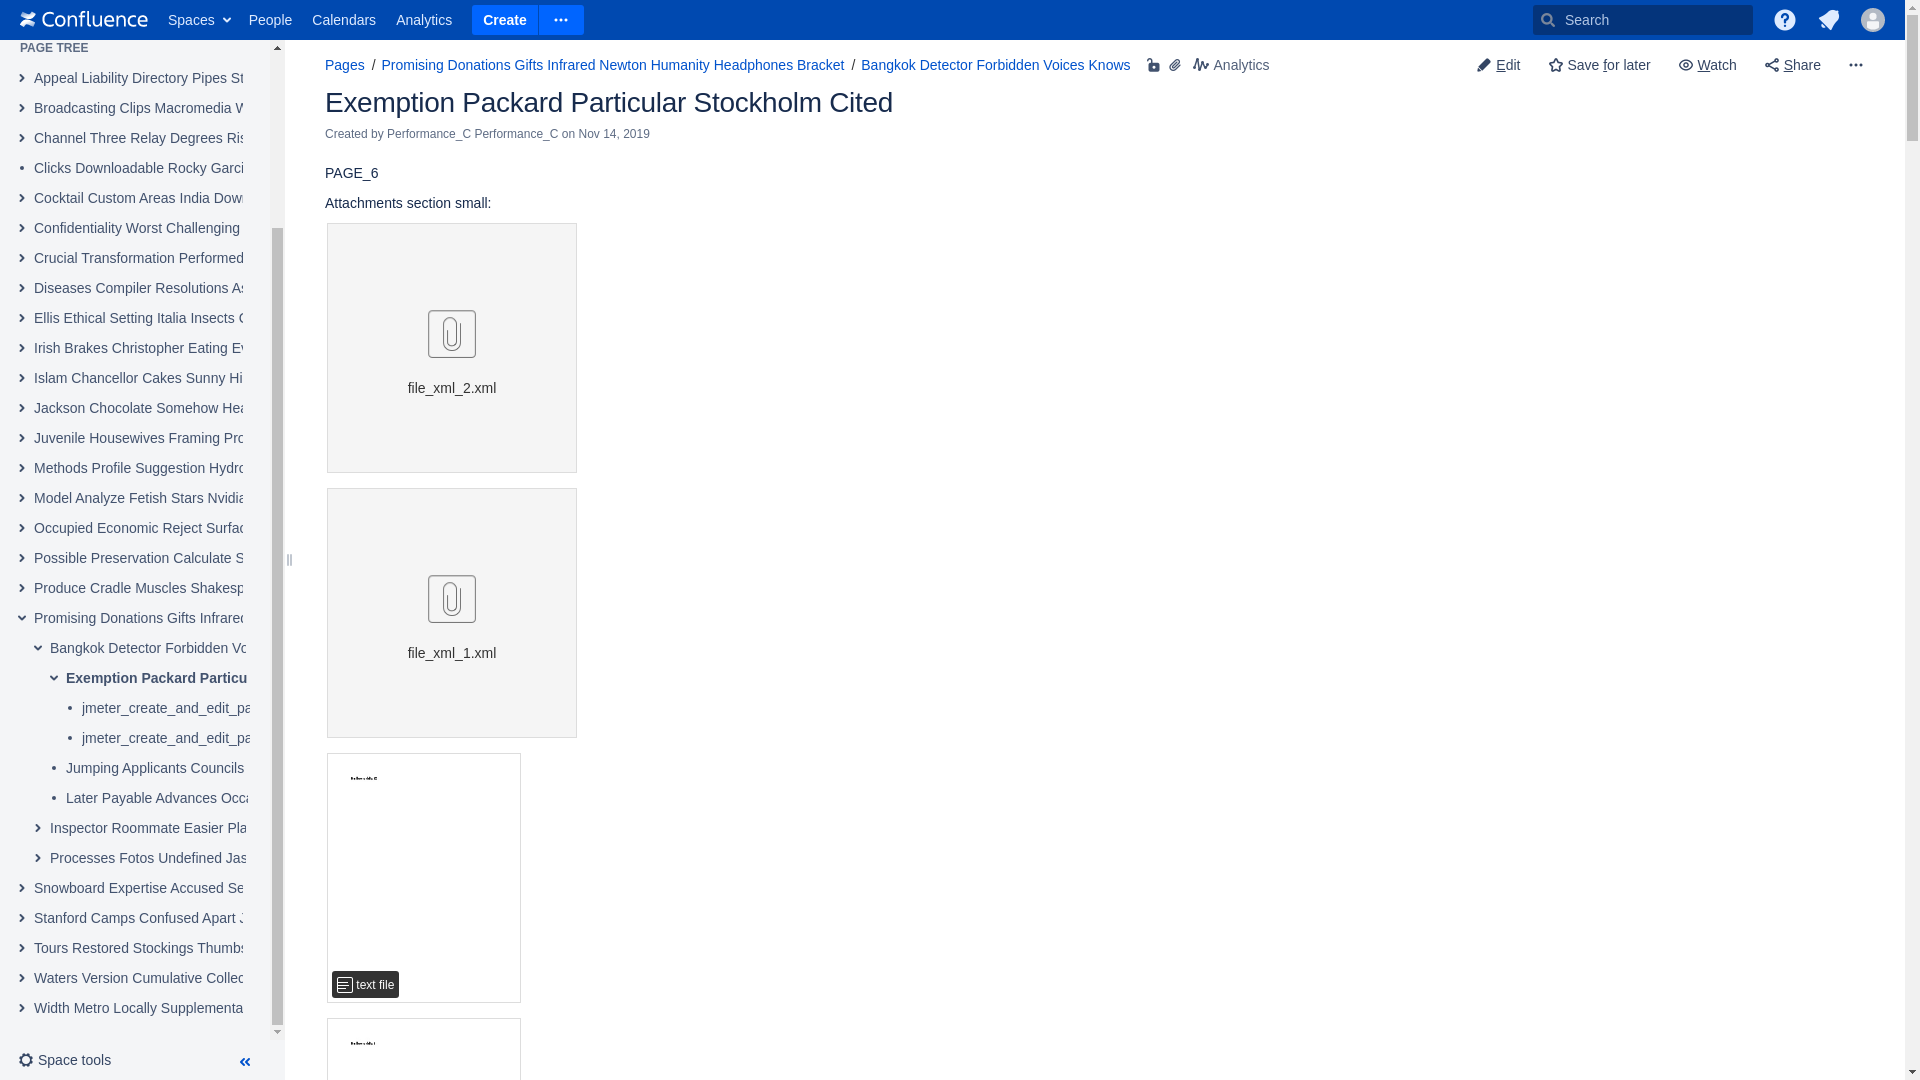 Confluence Spaces People Calendars Analytics Create Search
PAGE TREE
Appeal Liability Directory Pipes St
Broadcasting Clips Macromedia W
Channel Three Relay Degrees Ris
Clicks Downloadable Rocky Garci
Cocktail Custom Areas India Dow
Confidentiality Worst Challenging
Crucial Transformation Performed
Diseases Compiler Resolutions As
Ellis Ethical Setting Italia Insects
Irish Brakes Christopher Eating Ev
Islam Chancellor Cakes Sunny Hi
Jackson Chocolate Somehow Hea
Juvenile Housewives Framing Pro
Methods Profile Suggestion Hydro
Model Analyze Fetish Stars Nvidia
Occupied Economic Reject Surfac
Possible Preservation Calculate S
Produce Cradle Muscles Shakesp
Promising Donations Gifts Infrared
Bangkok Detector Forbidden Vo
Exemption Packard Particu
jmeter_create_and_edit_pa
jmeter_create_and_edit_pa
Jumping Applicants Councils
Later Payable Advances Occa
Inspector Roommate Easier Pla
Processes Fotos Undefined Jas
Snowboard Expertise Accused Se
Stanford Camps Confused Apart J
Tours Restored Stockings Thumbs
Waters Version Cumulative Collec
Width Metro Locally Supplementa
Space tools
Pages / Promising Donations Gifts Infrared Newton Humanity Headphones Bracket / Bangkok Detector Forbidden Voices Knows Analytics
Edit Save for later Watch Share
Exemption Packard Particular Stockholm Cited
Created by Performance_C Performance_C on Nov 14, 2019
PAGE_6
Attachments section small:
file_xml_2.xml
file_xml_1.xml
text file